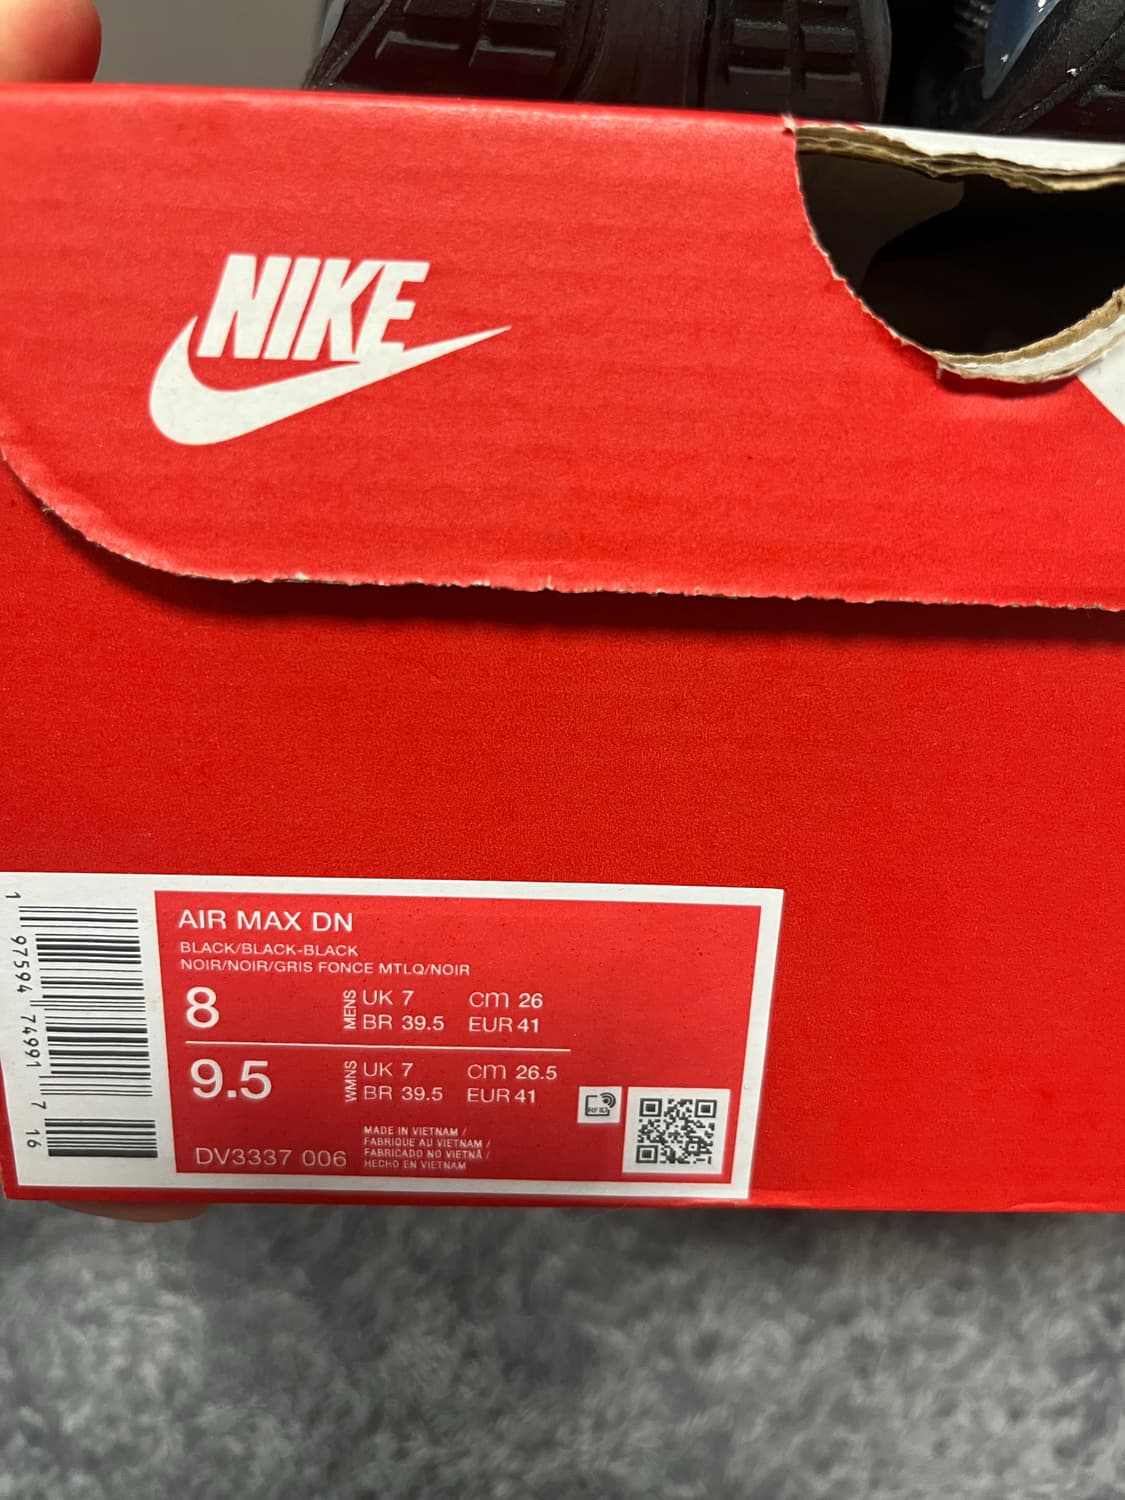 NIKE
AIR MAX DN
BLACK/BLACK-BLACK
NOIR/NOIR/GRIS FONCE MTLQ/NOIR
8 MENS UK 7 cm 26
BR 39.5 EUR 41
9.5 WMNS UK 7 cm 26.5
BR 39.5 EUR 41
RFID
DV3337 006
MADE IN VIETNAM /
FABRIQUE AU VIETNAM /
FABRICADO NO VIETNÃ /
HECHO EN VIETNAM
1 97594 74991 7 16